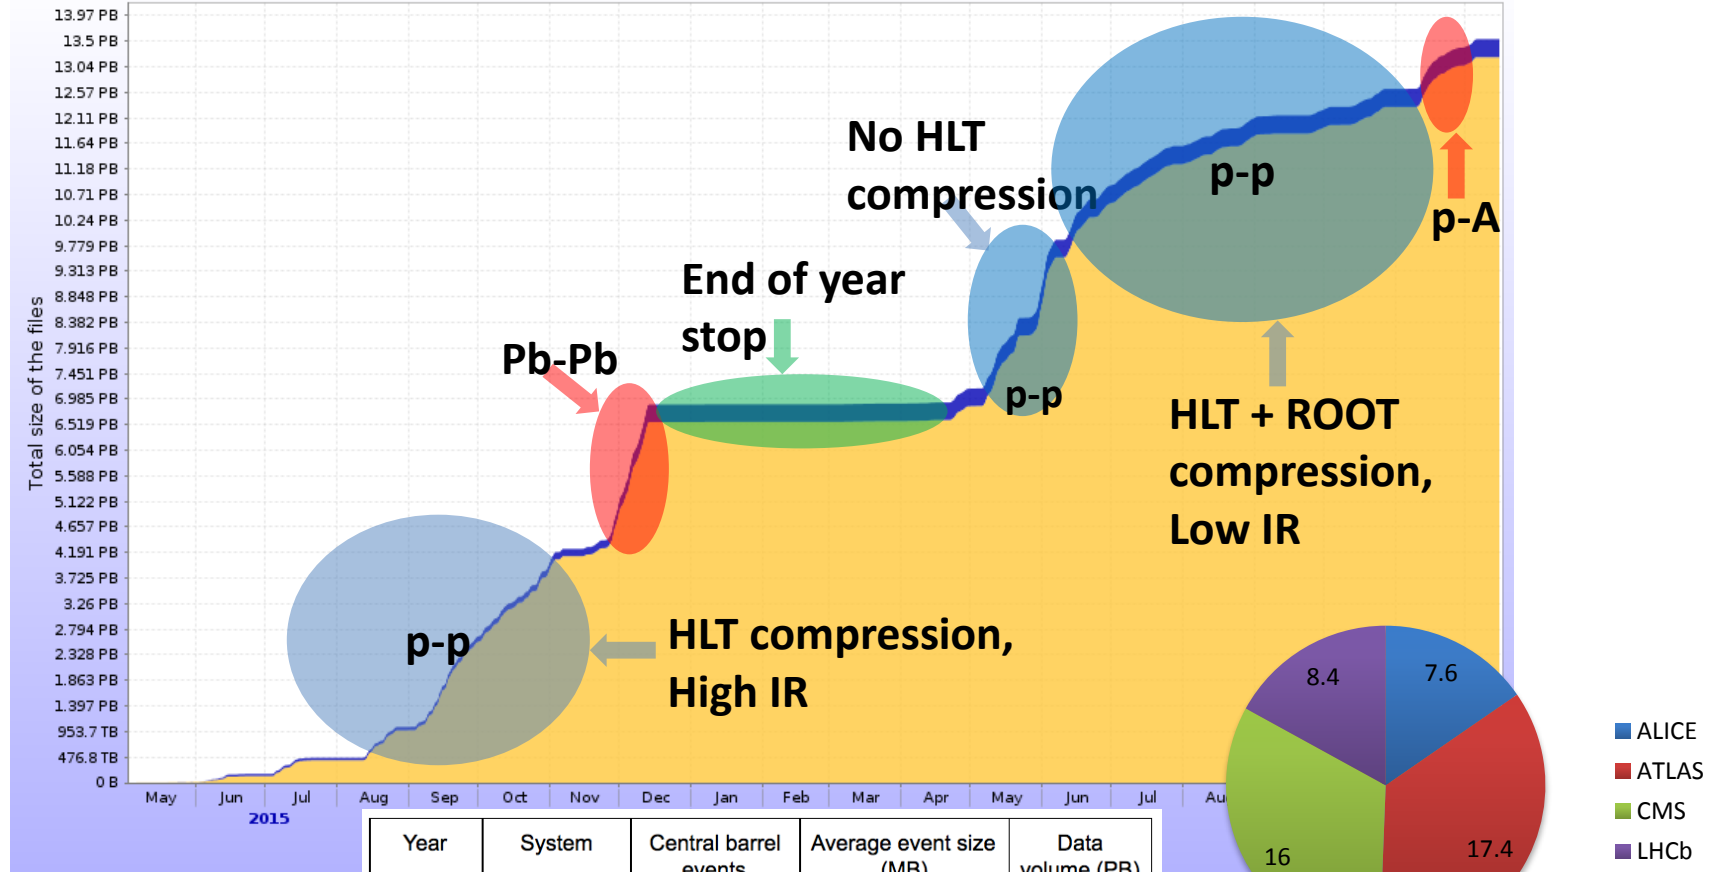 13.97 PB
13.5 PB
13.04 PB
12.57 PB
12.11 PB
11.64 PB
11.18 PB
10.71 PB
10.24 PB
9.779 PB
9.313 PB
8.848 PB
8.382 PB
7.916 PB
7.451 PB
6.985 PB
6.519 PB
6.054 PB
5.588 PB
5.122 PB
4.657 PB
4.191 PB
3.725 PB
3.26 PB
2.794 PB
2.328 PB
1.863 PB
1.397 PB
953.7 TB
476.8 TB
0 B
Total size of the files
No HLT
compression
p-p
p-A
End of year
stop
Pb-Pb
p-p
HLT + ROOT
compression,
Low IR
p-p
HLT compression,
High IR
May Jun Jul Aug Sep Oct Nov Dec Jan Feb Mar Apr May Jun Jul
2015
8.4
7.6
16
17.4
ALICE
ATLAS
CMS
LHCb
Year System Central barrel Average event size Data
events (MB) volume (PB)